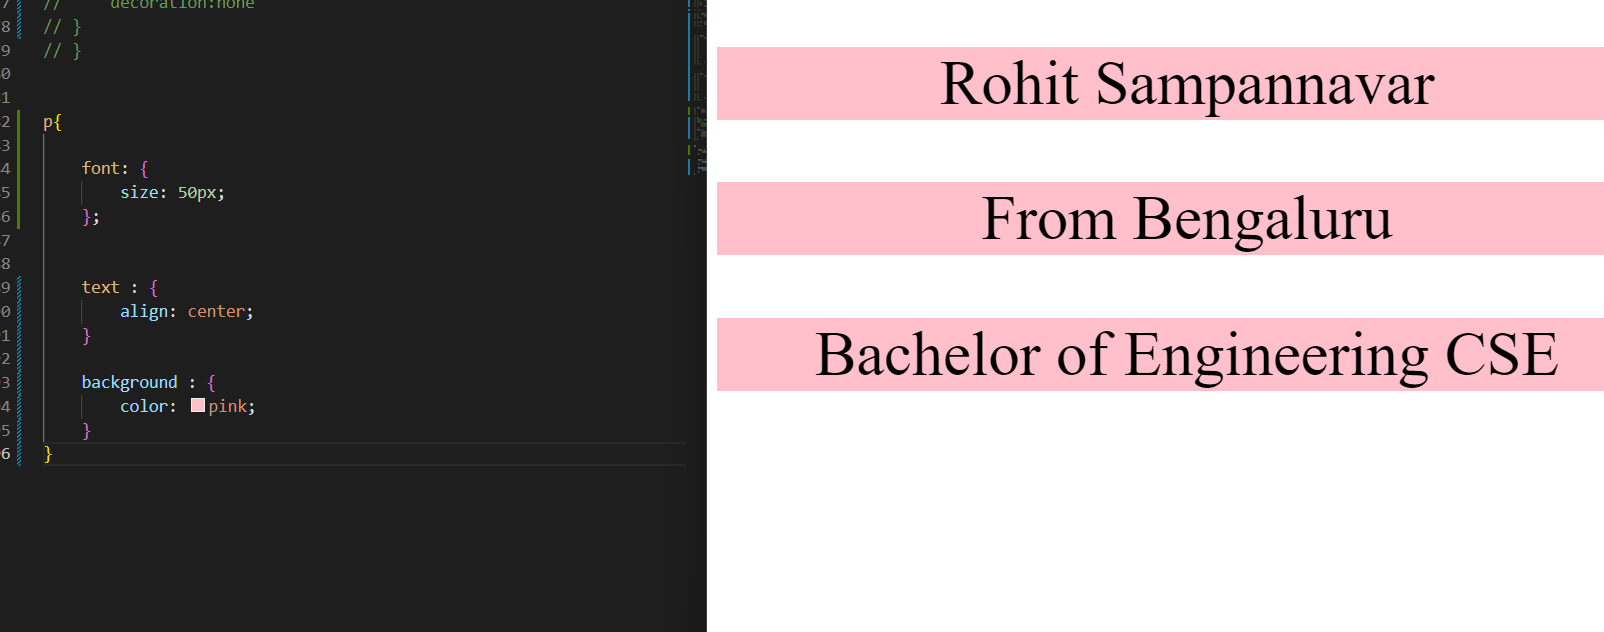 7 // decoration:none
8 // }
9 // }
0
1
2 p{
3
4 font: {
5 size: 50px;
6 };
7
8
9 text : {
0 align: center;
1 }
2
3 background : {
4 color: pink;
5 }
6 }
Rohit Sampannavar
From Bengaluru
Bachelor of Engineering CSE